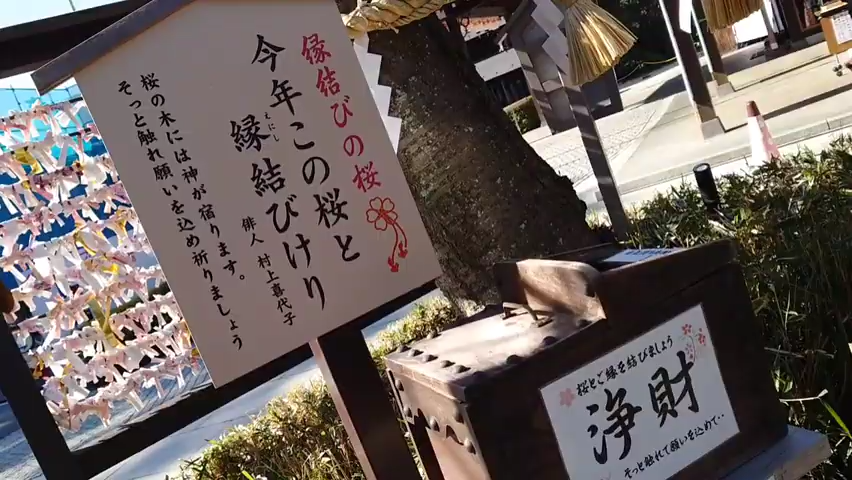 縁結びの桜
今年この桜と
縁結びけり
えにし
俳人 村上喜代子
桜の木には神が宿ります。
そっと触れ願いを込め祈りましょう
桜とご縁を結びましょう
浄財
そっと触れて願いを込めて‥